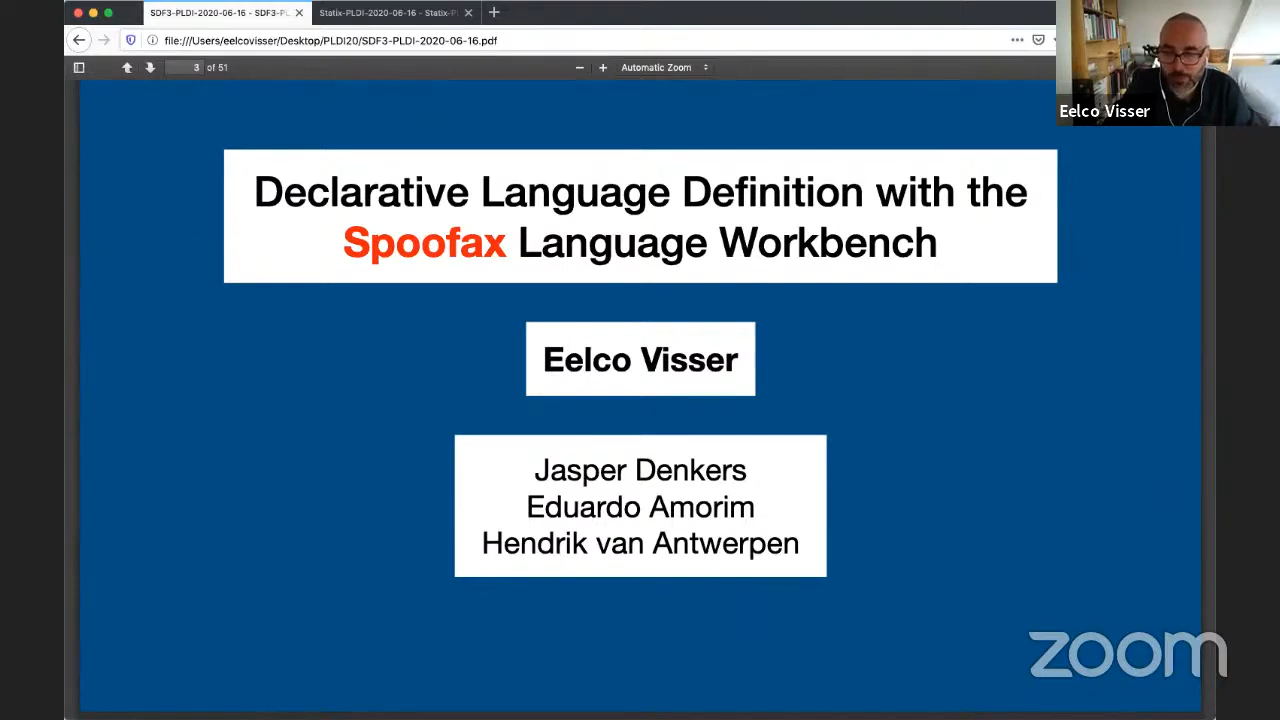 SDF3-PLDI-2020-06-16 - SDF3-PL
Statix-PLDI-2020-06-16 - Statix-PL
file:///Users/eelcovisser/Desktop/PLDI20/SDF3-PLDI-2020-06-16.pdf
3 of 51
Automatic Zoom
Eelco Visser
Declarative Language Definition with the
Spoofax Language Workbench
Eelco Visser
Jasper Denkers
Eduardo Amorim
Hendrik van Antwerpen
zoom